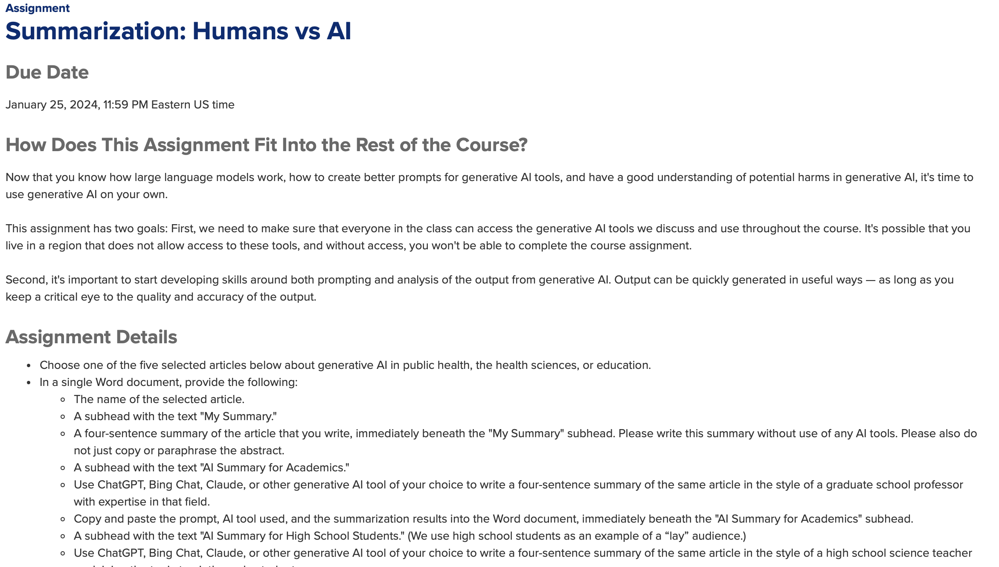 Assignment
Summarization: Humans vs AI
Due Date
January 25, 2024, 11:59 PM Eastern US time
How Does This Assignment Fit Into the Rest of the Course?
Now that you know how large language models work, how to create better prompts for generative AI tools, and have a good understanding of potential harms in generative AI, it's time to
use generative AI on your own.
This assignment has two goals: First, we need to make sure that everyone in the class can access the generative AI tools we discuss and use throughout the course. It's possible that you
live in a region that does not allow access to these tools, and without access, you won't be able to complete the course assignment.
Second, it's important to start developing skills around both prompting and analysis of the output from generative AI. Output can be quickly generated in useful ways — as long as you
keep a critical eye to the quality and accuracy of the output.
Assignment Details
• Choose one of the five selected articles below about generative AI in public health, the health sciences, or education.
• In a single Word document, provide the following:
◦ The name of the selected article.
◦ A subhead with the text "My Summary."
◦ A four-sentence summary of the article that you write, immediately beneath the "My Summary" subhead. Please write this summary without use of any AI tools. Please also do
not just copy or paraphrase the abstract.
◦ A subhead with the text "AI Summary for Academics."
◦ Use ChatGPT, Bing Chat, Claude, or other generative AI tool of your choice to write a four-sentence summary of the same article in the style of a graduate school professor
with expertise in that field.
◦ Copy and paste the prompt, AI tool used, and the summarization results into the Word document, immediately beneath the "AI Summary for Academics" subhead.
◦ A subhead with the text "AI Summary for High School Students." (We use high school students as an example of a “lay” audience.)
◦ Use ChatGPT, Bing Chat, Claude, or other generative AI tool of your choice to write a four-sentence summary of the same article in the style of a high school science teacher